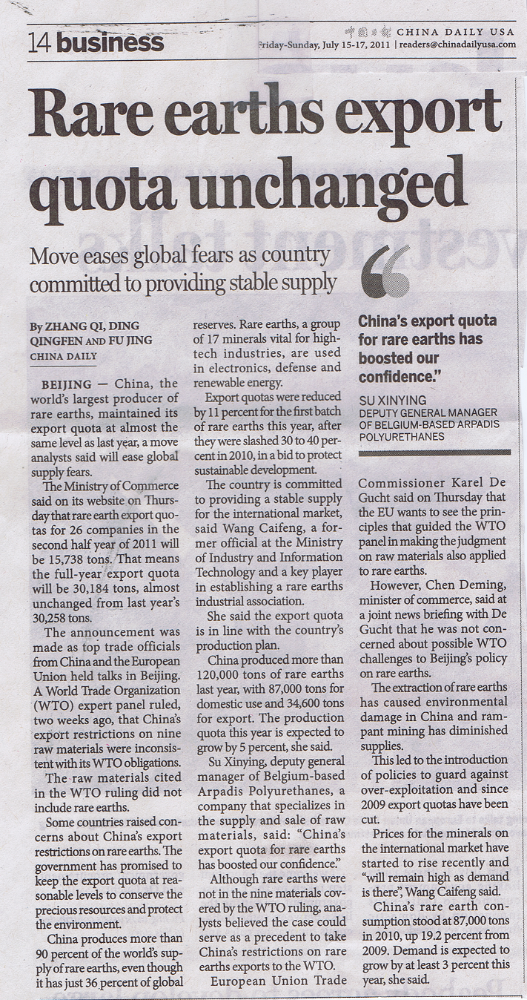 14 business
中国日报 CHINA DAILY USA
Friday-Sunday, July 15-17, 2011 | readers@chinadailyusa.com
Rare earths export
quota unchanged
Move eases global fears as country
committed to providing stable supply
By ZHANG QI, DING
QINGFEN AND FU JING
CHINA DAILY
BEIJING — China, the
world's largest producer of
rare earths, maintained its
export quota at almost the
same level as last year, a move
analysts said will ease global
supply fears.
The Ministry of Commerce
said on its website on Thurs-
day that rare earth export quo-
tas for 26 companies in the
second half year of 2011 will
be 15,738 tons. That means
the full-year export quota
will be 30,184 tons, almost
unchanged from last year's
30,258 tons.
The announcement was
made as top trade officials
from China and the European
Union held talks in Beijing.
A World Trade Organization
(WTO) expert panel ruled,
two weeks ago, that China's
export restrictions on nine
raw materials were inconsis-
tent with its WTO obligations.
The raw materials cited
in the WTO ruling did not
include rare earths.
Some countries raised con-
cerns about China's export
restrictions on rare earths. The
government has promised to
keep the export quota at rea-
sonable levels to conserve the
precious resources and protect
the environment.
China produces more than
90 percent of the world's sup-
ply of rare earths, even though
it has just 36 percent of global
reserves. Rare earths, a group
of 17 minerals vital for high-
tech industries, are used
in electronics, defense and
renewable energy.
Export quotas were reduced
by 11 percent for the first batch
of rare earths this year, after
they were slashed 30 to 40 per-
cent in 2010, in a bid to protect
sustainable development.
The country is committed
to providing a stable supply
for the international market,
said Wang Caifeng, a for-
mer official at the Ministry
of Industry and Information
Technology and a key player
in establishing a rare earths
industrial association.
She said the export quota
is in line with the country's
production plan.
China produced more than
120,000 tons of rare earths
last year, with 87,000 tons for
domestic use and 34,600 tons
for export. The production
quota this year is expected to
grow by 5 percent, she said.
Su Xinying, deputy general
manager of Belgium-based
Arpadis Polyurethanes, a
company that specializes in
the supply and sale of raw
materials, said: “China's
export quota for rare earths
has boosted our confidence.”
Although rare earths were
not in the nine materials cov-
ered by the WTO ruling, ana-
lysts believed the case could
serve as a precedent to take
China's restrictions on rare
earths exports to the WTO.
European Union Trade
“
China's export quota
for rare earths has
boosted our
confidence.”
SU XINYING
DEPUTY GENERAL MANAGER
OF BELGIUM-BASED ARPADIS
POLYURETHANES
Commissioner Karel De
Gucht said on Thursday that
the EU wants to see the prin-
ciples that guided the WTO
panel in making the judgment
on raw materials also applied
to rare earths.
However, Chen Deming,
minister of commerce, said at
a joint news briefing with De
Gucht that he was not con-
cerned about possible WTO
challenges to Beijing's policy
on rare earths.
The extraction of rare earths
has caused environmental
damage in China and ram-
pant mining has diminished
supplies.
This led to the introduction
of policies to guard against
over-exploitation and since
2009 export quotas have been
cut.
Prices for the minerals on
the international market have
started to rise recently and
“will remain high as demand
is there”, Wang Caifeng said.
China's rare earth con-
sumption stood at 87,000 tons
in 2010, up 19.2 percent from
2009. Demand is expected to
grow by at least 3 percent this
year, she said.